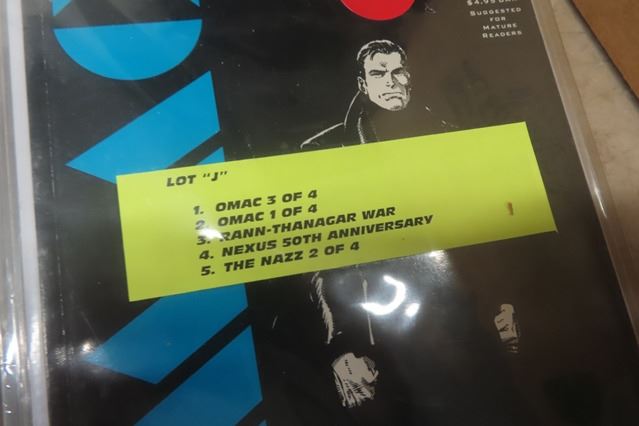 $4.95
SUGGESTED
FOR
MATURE
READERS
LOT "J"
1. OMAC 3 OF 4
2. OMAC 1 OF 4
3. RANN-THANAGAR WAR
4. NEXUS 50TH ANNIVERSARY
5. THE NAZZ 2 OF 4